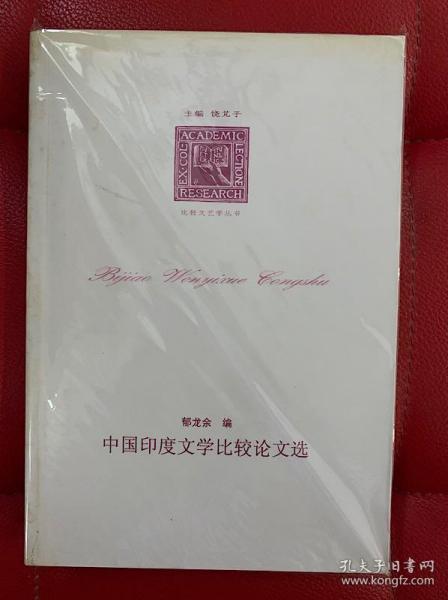 主编 饶芃子
ACADEMIC
EX·COL-
LECTIONE
RESEARCH
比较文艺学丛书
Bijiao Wenyixue Congshu
郁龙余 编
中国印度文学比较论文选
孔夫子旧书网
www.kongfz.com